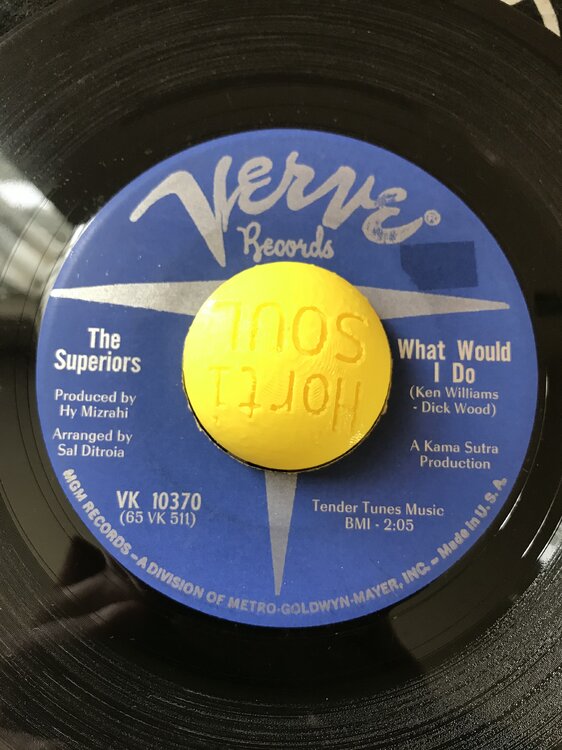 Verve®
Records
The
Superiors
Produced by
Hy Mizrahi
Arranged by
Sal Ditroia
VK 10370
(65 VK 511)
Horti
SOUL
What Would
I Do
(Ken Williams
- Dick Wood)
A Kama Sutra
Production
Tender Tunes Music
BMI - 2:05
MGM RECORDS – A DIVISION OF METRO-GOLDWYN-MAYER, INC. – Made in U.S.A.